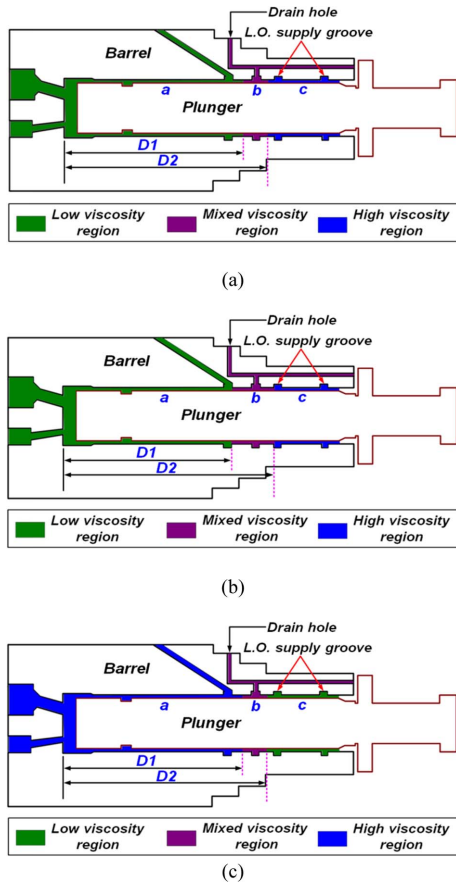 Drain hole
L.O. supply groove
Barrel
a
b
c
Plunger
D1
D2
Low viscosity region
Mixed viscosity region
High viscosity region
(a)
Drain hole
L.O. supply groove
Barrel
a
b
c
Plunger
D1
D2
Low viscosity region
Mixed viscosity region
High viscosity region
(b)
Drain hole
L.O. supply groove
Barrel
a
b
c
Plunger
D1
D2
Low viscosity region
Mixed viscosity region
High viscosity region
(c)